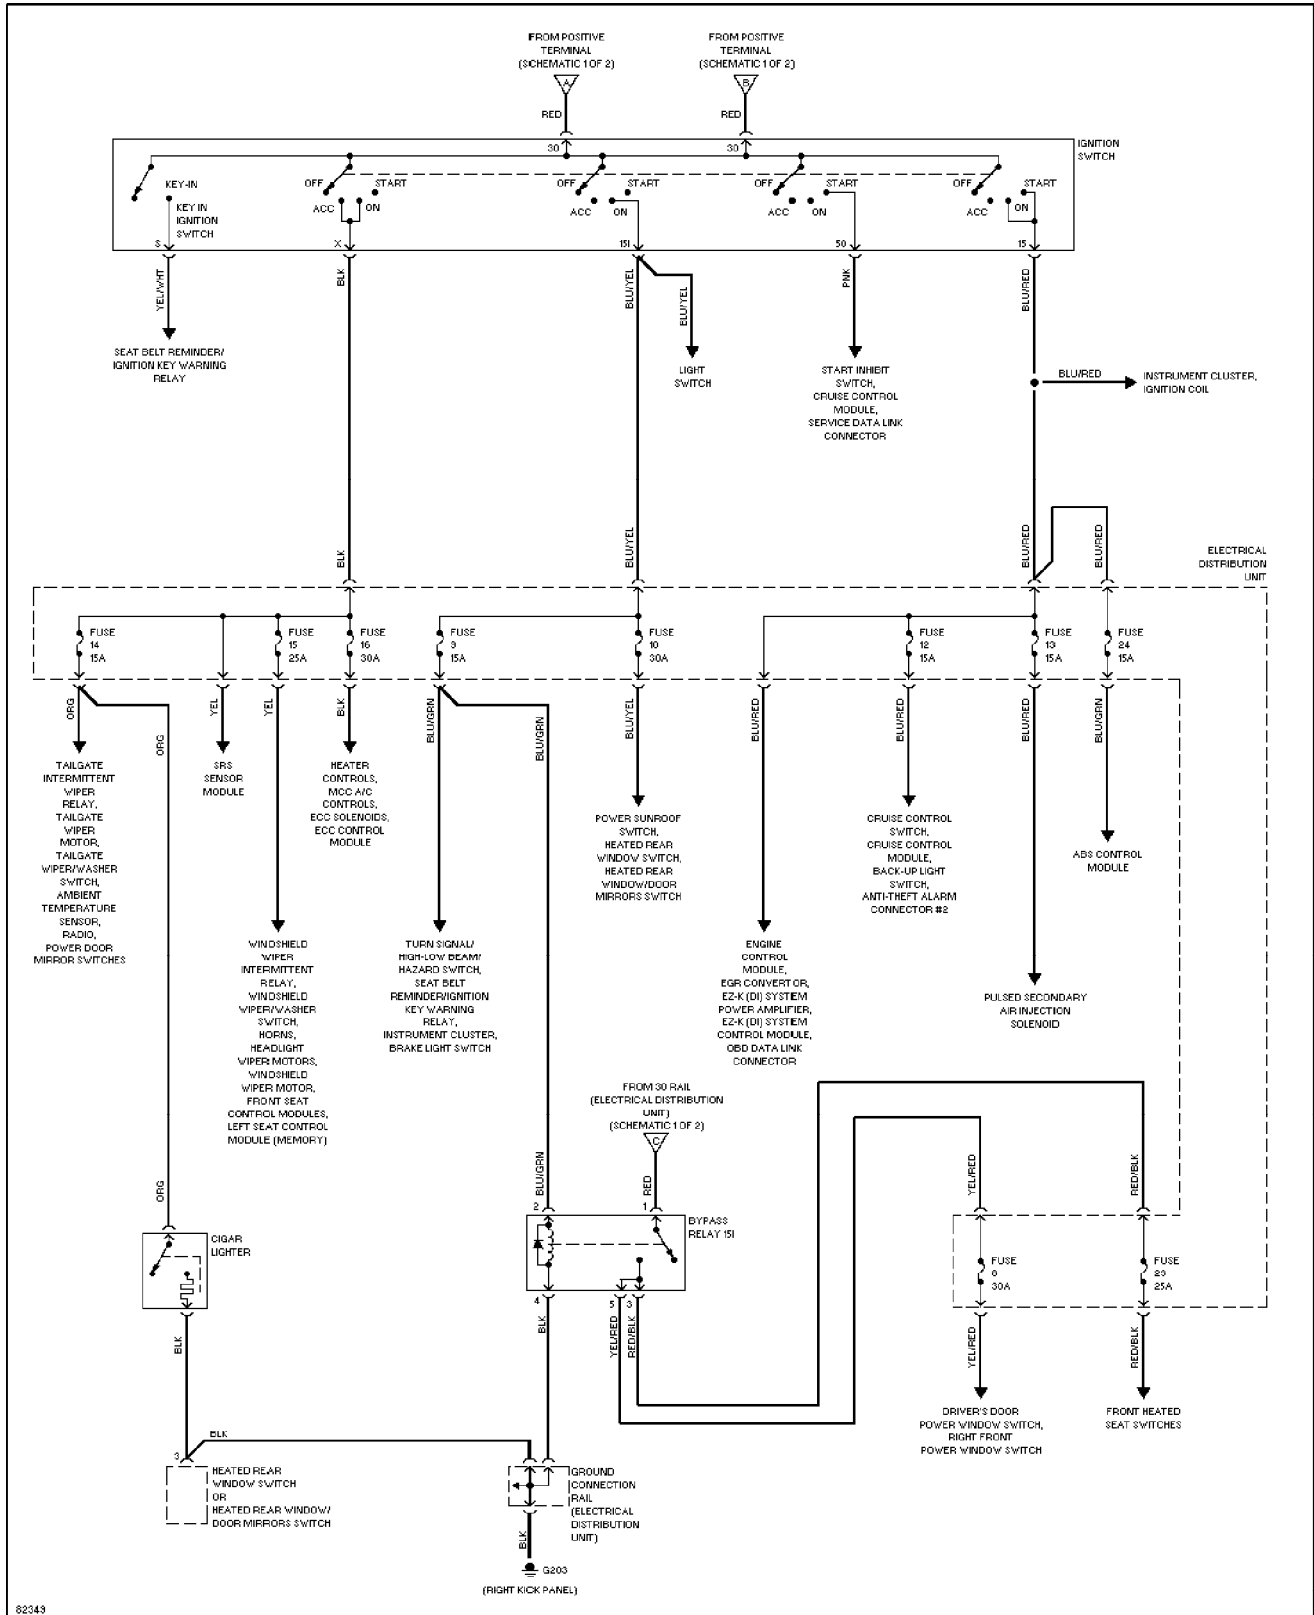 FROM POSITIVE
TERMINAL
(SCHEMATIC 1 OF 2)
A
RED
FROM POSITIVE
TERMINAL
(SCHEMATIC 1 OF 2)
B
RED
IGNITION
SWITCH
30
30
KEY-IN
KEY IN
IGNITION
SWITCH
OFF
START
ACC
ON
OFF
START
ACC
ON
OFF
START
ACC
ON
OFF
START
ACC
ON
S
X
15I
50
15
YEL/WHT
BLK
BLU/YEL
BLU/YEL
PNK
BLU/RED
SEAT BELT REMINDER/
IGNITION KEY WARNING
RELAY
LIGHT
SWITCH
START INHIBIT
SWITCH,
CRUISE CONTROL
MODULE,
SERVICE DATA LINK
CONNECTOR
BLU/RED
INSTRUMENT CLUSTER,
IGNITION COIL
BLK
BLU/YEL
BLU/RED
BLU/RED
ELECTRICAL
DISTRIBUTION
UNIT
FUSE
14
15A
FUSE
15
25A
FUSE
16
30A
FUSE
9
15A
FUSE
10
30A
FUSE
12
15A
FUSE
13
15A
FUSE
24
15A
ORG
ORG
YEL
YEL
BLK
BLU/GRN
BLU/GRN
BLU/YEL
BLU/RED
BLU/RED
BLU/RED
BLU/GRN
TAILGATE
INTERMITTENT
WIPER
RELAY,
TAILGATE
WIPER
MOTOR,
TAILGATE
WIPER/WASHER
SWITCH,
AMBIENT
TEMPERATURE
SENSOR,
RADIO,
POWER DOOR
MIRROR SWITCHES
SRS
SENSOR
MODULE
HEATER
CONTROLS,
MCC A/C
CONTROLS,
ECC SOLENOIDS,
ECC CONTROL
MODULE
POWER SUNROOF
SWITCH,
HEATED REAR
WINDOW SWITCH,
HEATED REAR
WINDOW/DOOR
MIRRORS SWITCH
CRUISE CONTROL
SWITCH,
CRUISE CONTROL
MODULE,
BACK-UP LIGHT
SWITCH,
ANTI-THEFT ALARM
CONNECTOR #2
ABS CONTROL
MODULE
WINDSHIELD
WIPER
INTERMITTENT
RELAY,
WINDSHIELD
WIPER/WASHER
SWITCH,
HORNS,
HEADLIGHT
WIPER MOTORS,
WINDSHIELD
WIPER MOTOR,
FRONT SEAT
CONTROL MODULES,
LEFT SEAT CONTROL
MODULE (MEMORY)
TURN SIGNAL/
HIGH-LOW BEAM/
HAZARD SWITCH,
SEAT BELT
REMINDER/IGNITION
KEY WARNING
RELAY,
INSTRUMENT CLUSTER,
BRAKE LIGHT SWITCH
ENGINE
CONTROL
MODULE,
EGR CONVERTOR,
EZ-K (DI) SYSTEM
POWER AMPLIFIER,
EZ-K (DI) SYSTEM
CONTROL MODULE,
OBD DATA LINK
CONNECTOR
PULSED SECONDARY
AIR INJECTION
SOLENOID
FROM 30 RAIL
(ELECTRICAL DISTRIBUTION
UNIT)
(SCHEMATIC 1 OF 2)
C
ORG
BLU/GRN
RED
YEL/RED
RED/BLK
2
1
BYPASS
RELAY 15I
CIGAR
LIGHTER
FUSE
8
30A
FUSE
23
25A
4
5
3
BLK
BLK
YEL/RED
RED/BLK
YEL/RED
RED/BLK
DRIVER'S DOOR
POWER WINDOW SWITCH,
RIGHT FRONT
POWER WINDOW SWITCH
FRONT HEATED
SEAT SWITCHES
BLK
3
HEATED REAR
WINDOW SWITCH
OR
HEATED REAR WINDOW/
DOOR MIRRORS SWITCH
GROUND
CONNECTION
RAIL
(ELECTRICAL
DISTRIBUTION
UNIT)
BLK
G203
(RIGHT KICK PANEL)
82343